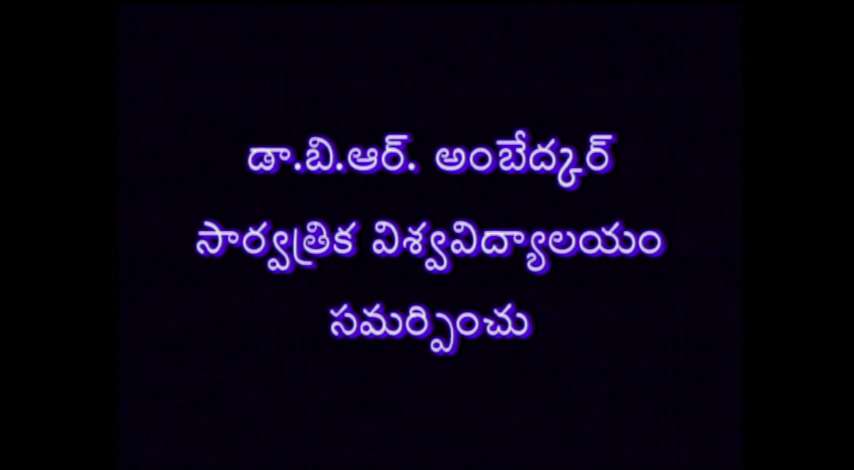 డా.బి.ఆర్. అంబేద్కర్
సార్వత్రిక విశ్వవిద్యాలయం
సమర్పించు